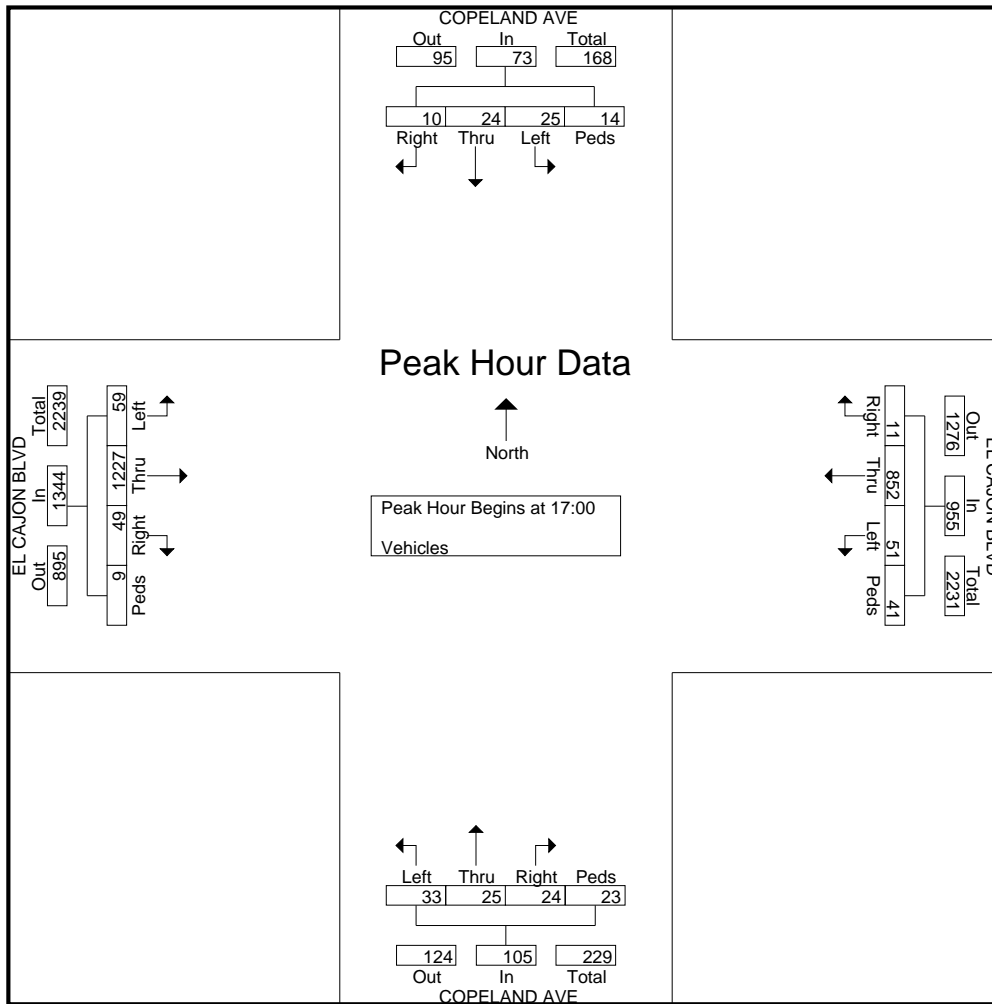 COPELAND AVE
Out In Total
95 73 168
10 24 25 14
Right Thru Left Peds
Peak Hour Data
North
Peak Hour Begins at 17:00
Vehicles
EL CAJON BLVD
Total In Out
2239 1344 895
59 1227 49 9
Left Thru Right Peds
EL CAJON BLVD
Out In Total
1276 955 2231
11 852 51 41
Right Thru Left Peds
Left Thru Right Peds
33 25 24 23
124 105 229
Out In Total
COPELAND AVE